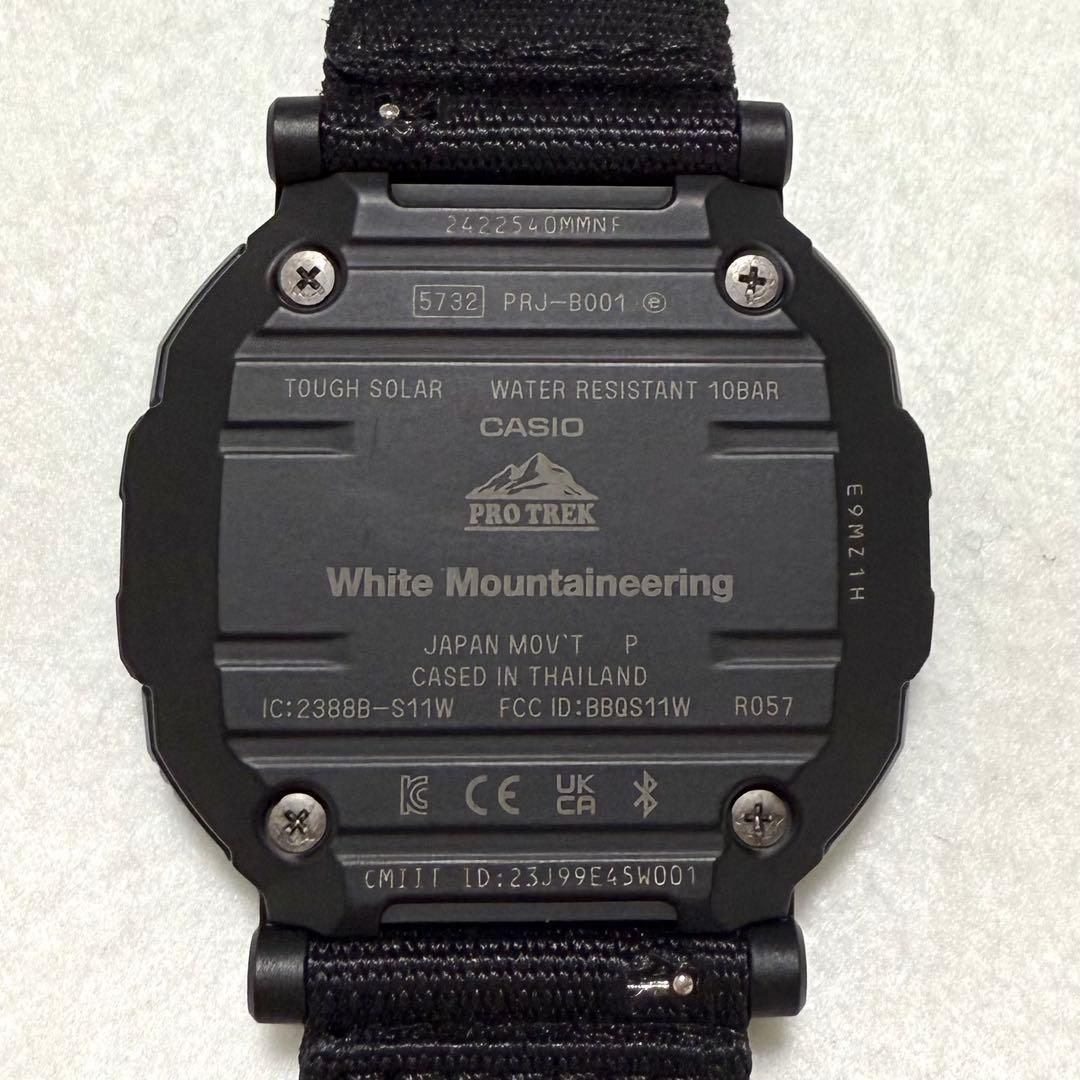 2422540MMNF
5732 PRJ-B001 ⓔ
TOUGH SOLAR WATER RESISTANT 10BAR
CASIO
PRO TREK
White Mountaineering
E9MZ1H
JAPAN MOV'T P
CASED IN THAILAND
IC:2388B-S11W FCC ID:BBQS11W R057
CE UK CA
CMIIT ID:23J99E4SW001